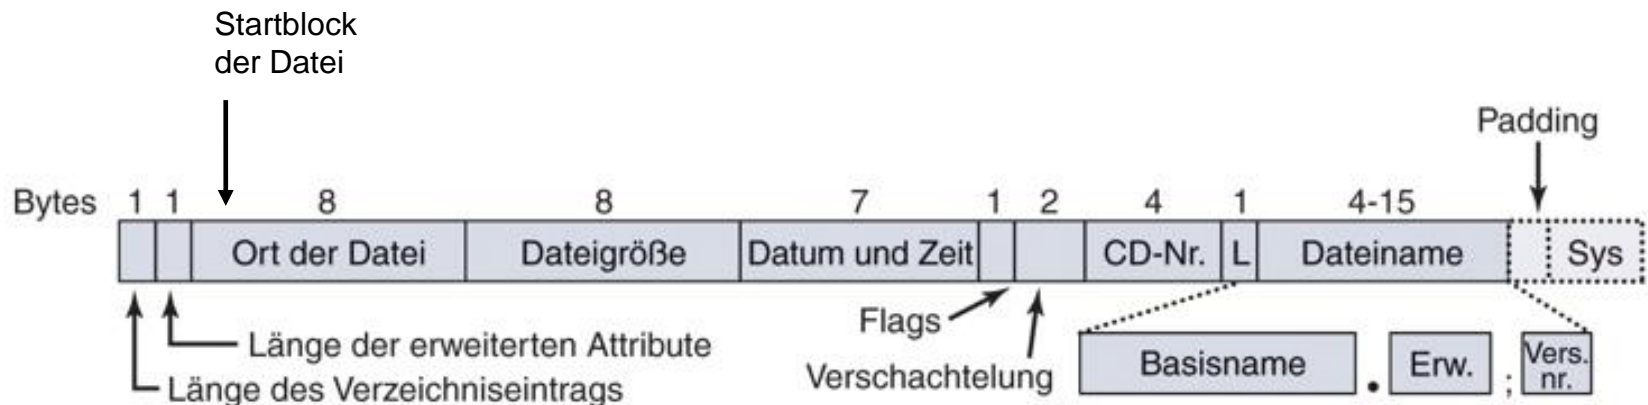 Startblock
der Datei
Padding
Bytes 1 1 8 8 7 1 2 4 1 4-15
Ort der Datei Dateigröße Datum und Zeit CD-Nr. L Dateiname Sys
Flags
Länge der erweiterten Attribute
Verschachtelung
Länge des Verzeichniseintrags
Basisname . Erw. ; Vers.
nr.